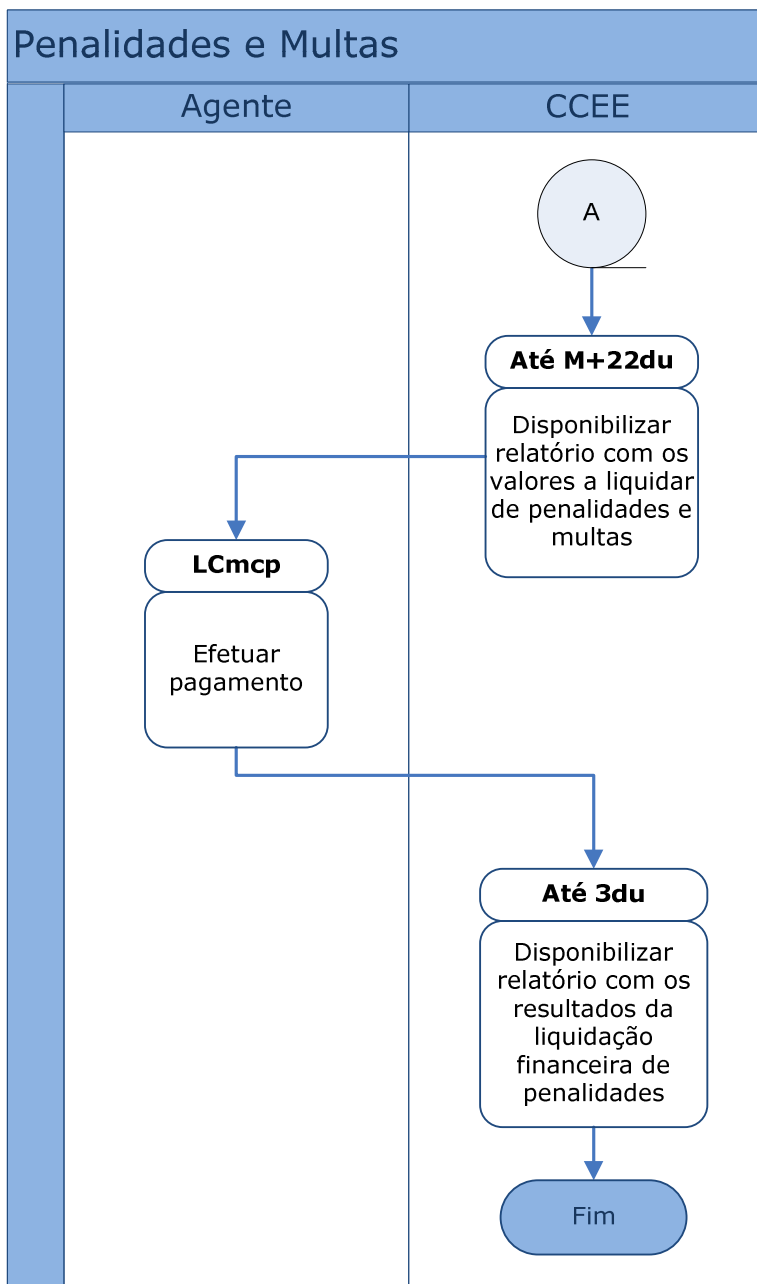 Penalidades e Multas
Agente
CCEE
A
Até M+22du
Disponibilizar
relatório com os
valores a liquidar
de penalidades e
multas
LCmcp
Efetuar
pagamento
Até 3du
Disponibilizar
relatório com os
resultados da
liquidação
financeira de
penalidades
Fim